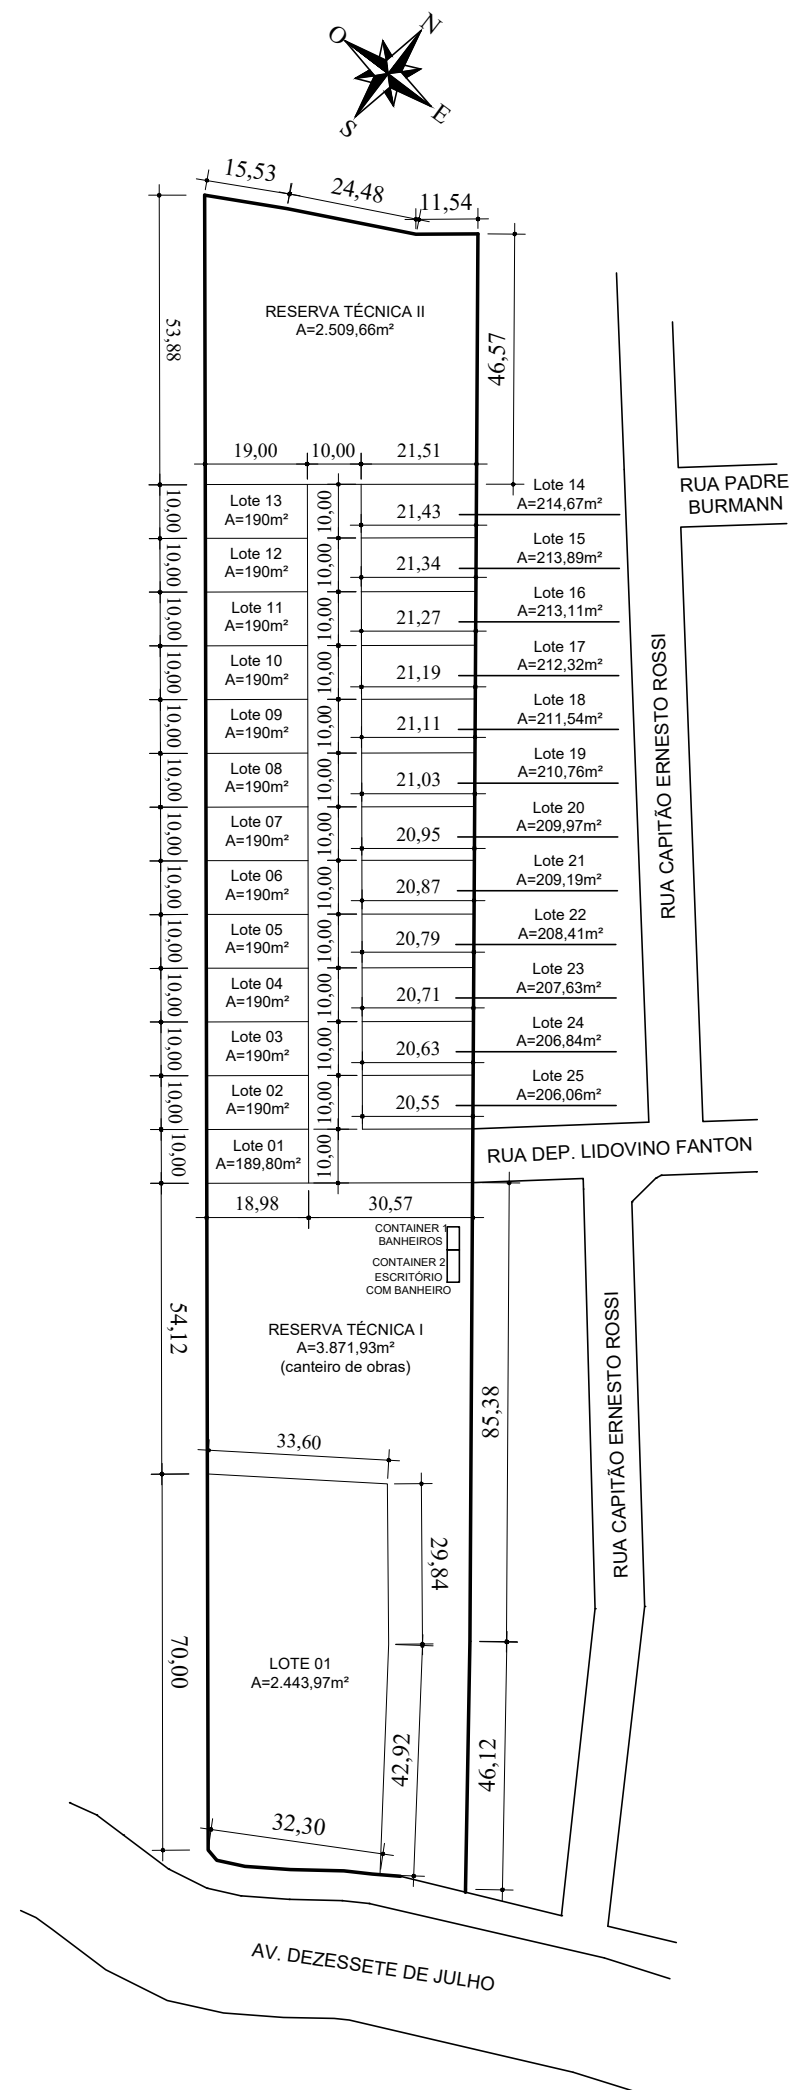 N
O
E
S
15,53
24,48
11,54
53,88
RESERVA TÉCNICA II
A=2.509,66m²
46,57
19,00
10,00
21,51
RUA PADRE
BURMANN
10,00
Lote 13
A=190m²
10,00
21,43
Lote 14
A=214,67m²
10,00
Lote 12
A=190m²
10,00
21,34
Lote 15
A=213,89m²
10,00
Lote 11
A=190m²
10,00
21,27
Lote 16
A=213,11m²
10,00
Lote 10
A=190m²
10,00
21,19
Lote 17
A=212,32m²
10,00
Lote 09
A=190m²
10,00
21,11
Lote 18
A=211,54m²
10,00
Lote 08
A=190m²
10,00
21,03
Lote 19
A=210,76m²
10,00
Lote 07
A=190m²
10,00
20,95
Lote 20
A=209,97m²
10,00
Lote 06
A=190m²
10,00
20,87
Lote 21
A=209,19m²
10,00
Lote 05
A=190m²
10,00
20,79
Lote 22
A=208,41m²
10,00
Lote 04
A=190m²
10,00
20,71
Lote 23
A=207,63m²
10,00
Lote 03
A=190m²
10,00
20,63
Lote 24
A=206,84m²
10,00
Lote 02
A=190m²
10,00
20,55
Lote 25
A=206,06m²
10,00
Lote 01
A=189,80m²
10,00
RUA CAPITÃO ERNESTO ROSSI
RUA DEP. LIDOVINO FANTON
18,98
30,57
CONTAINER 1
BANHEIROS
CONTAINER 2
ESCRITÓRIO
COM BANHEIRO
54,12
RESERVA TÉCNICA I
A=3.871,93m²
(canteiro de obras)
85,38
RUA CAPITÃO ERNESTO ROSSI
33,60
29,84
70,00
LOTE 01
A=2.443,97m²
42,92
46,12
32,30
AV. DEZESSETE DE JULHO